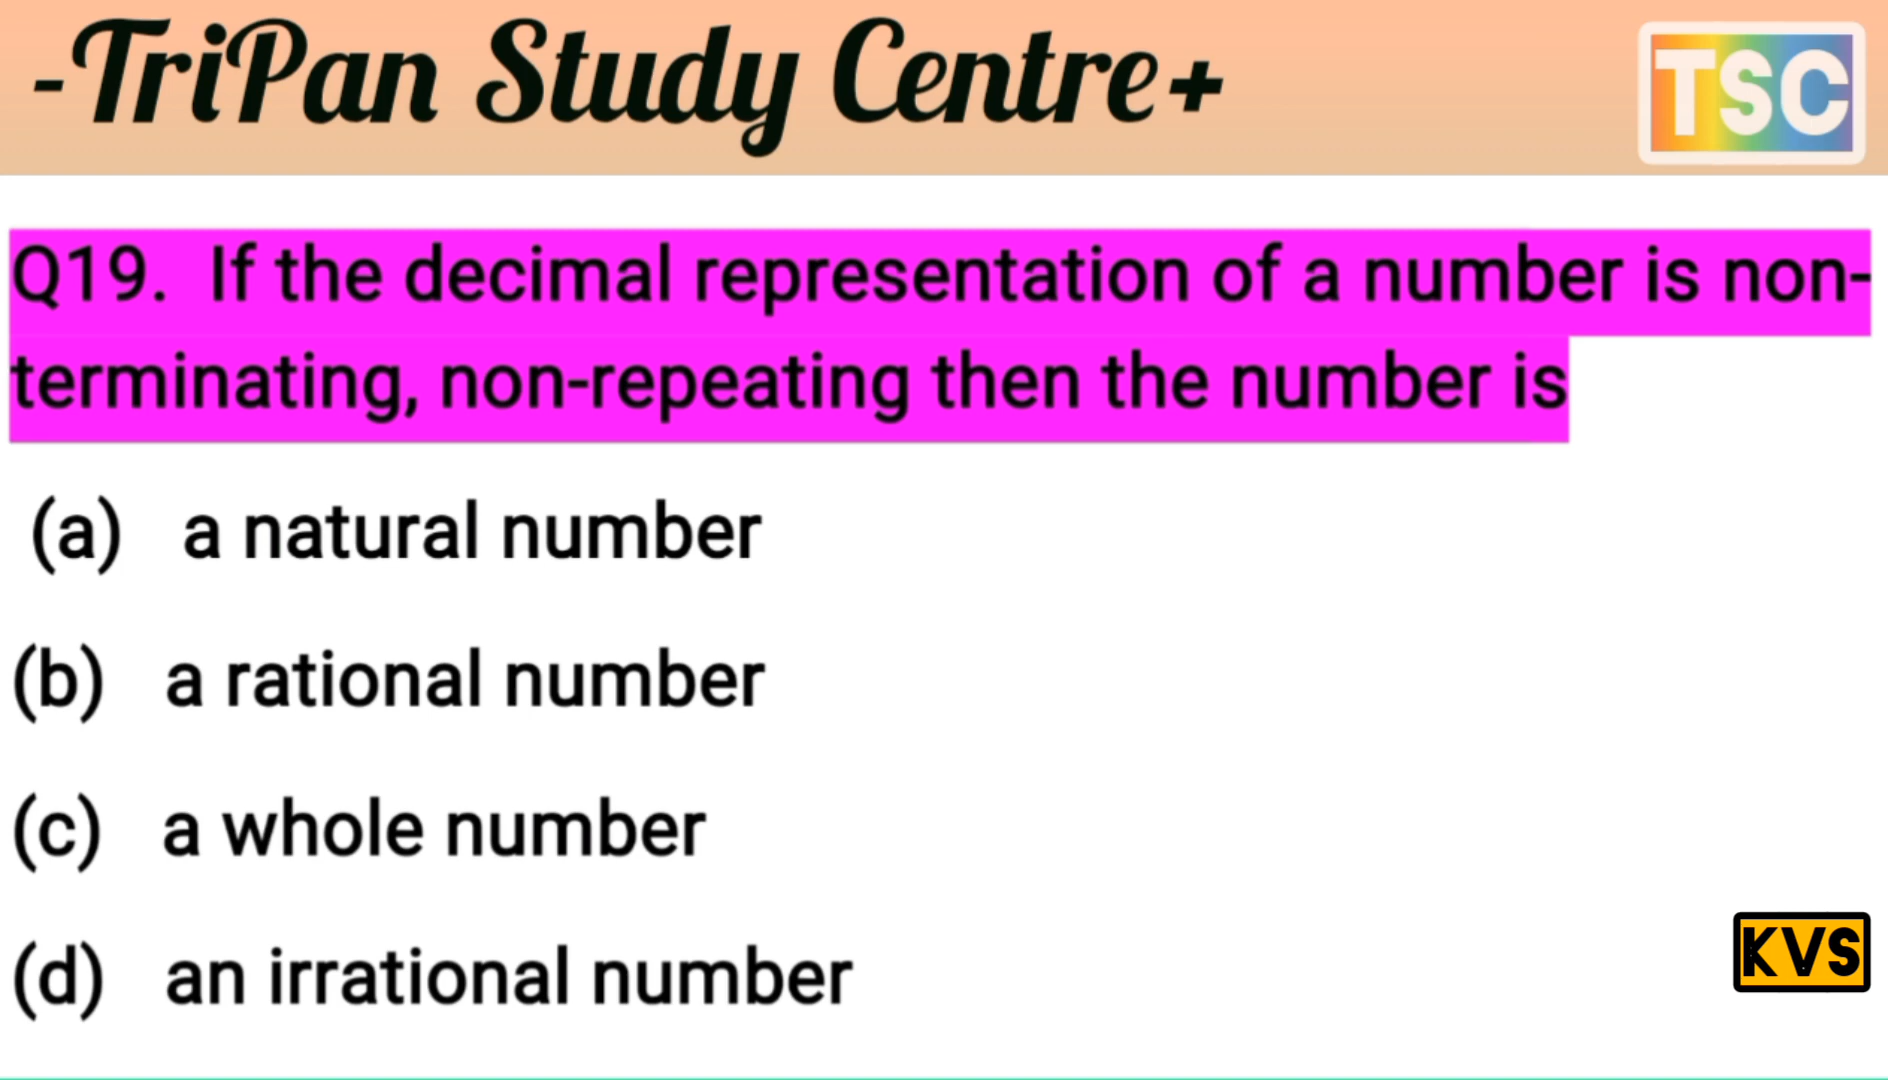 -TriPan Study Centre+
TSC
Q19. If the decimal representation of a number is non-
terminating, non-repeating then the number is
(a) a natural number
(b) a rational number
(c) a whole number
(d) an irrational number
KVS